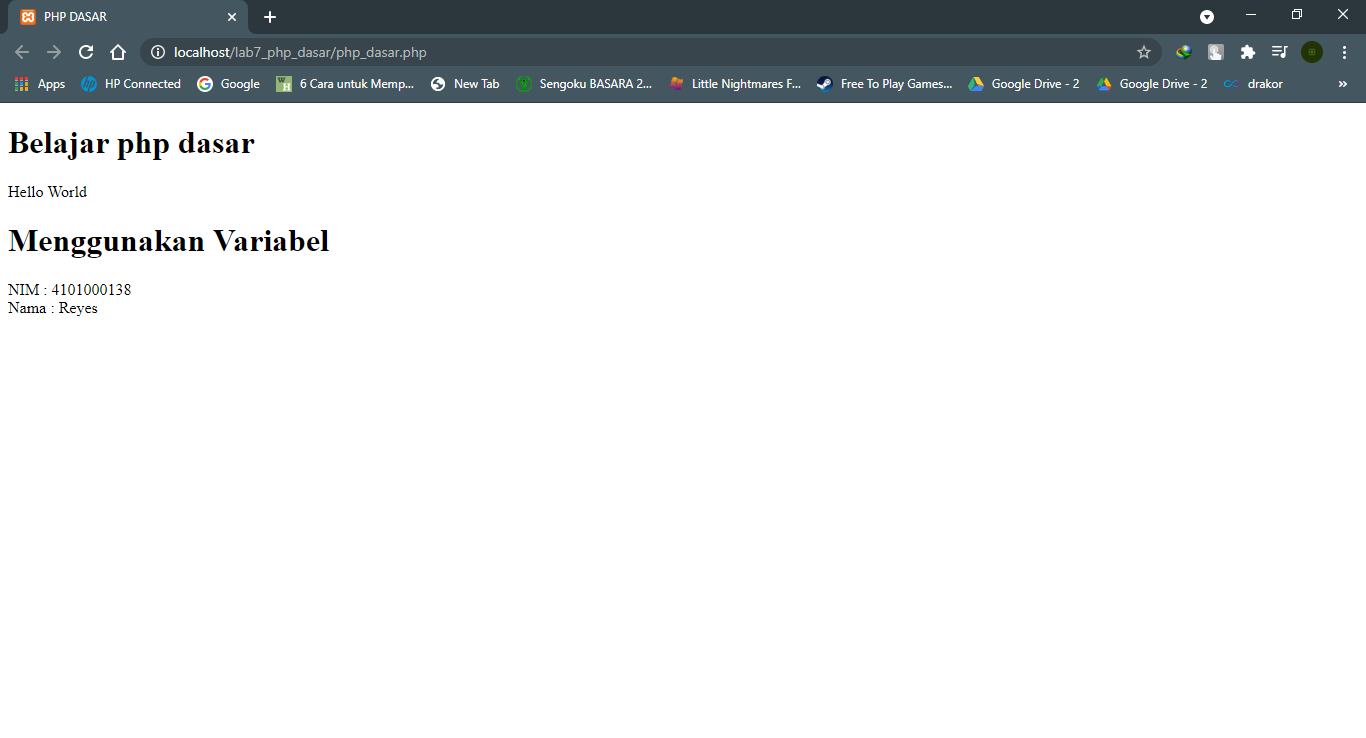 PHP DASAR
localhost/lab7_php_dasar/php_dasar.php
Apps HP Connected Google 6 Cara untuk Memp... New Tab Sengoku BASARA 2... Little Nightmares F... Free To Play Games... Google Drive - 2 Google Drive - 2 drakor »
Belajar php dasar
Hello World
Menggunakan Variabel
NIM : 4101000138
Nama : Reyes